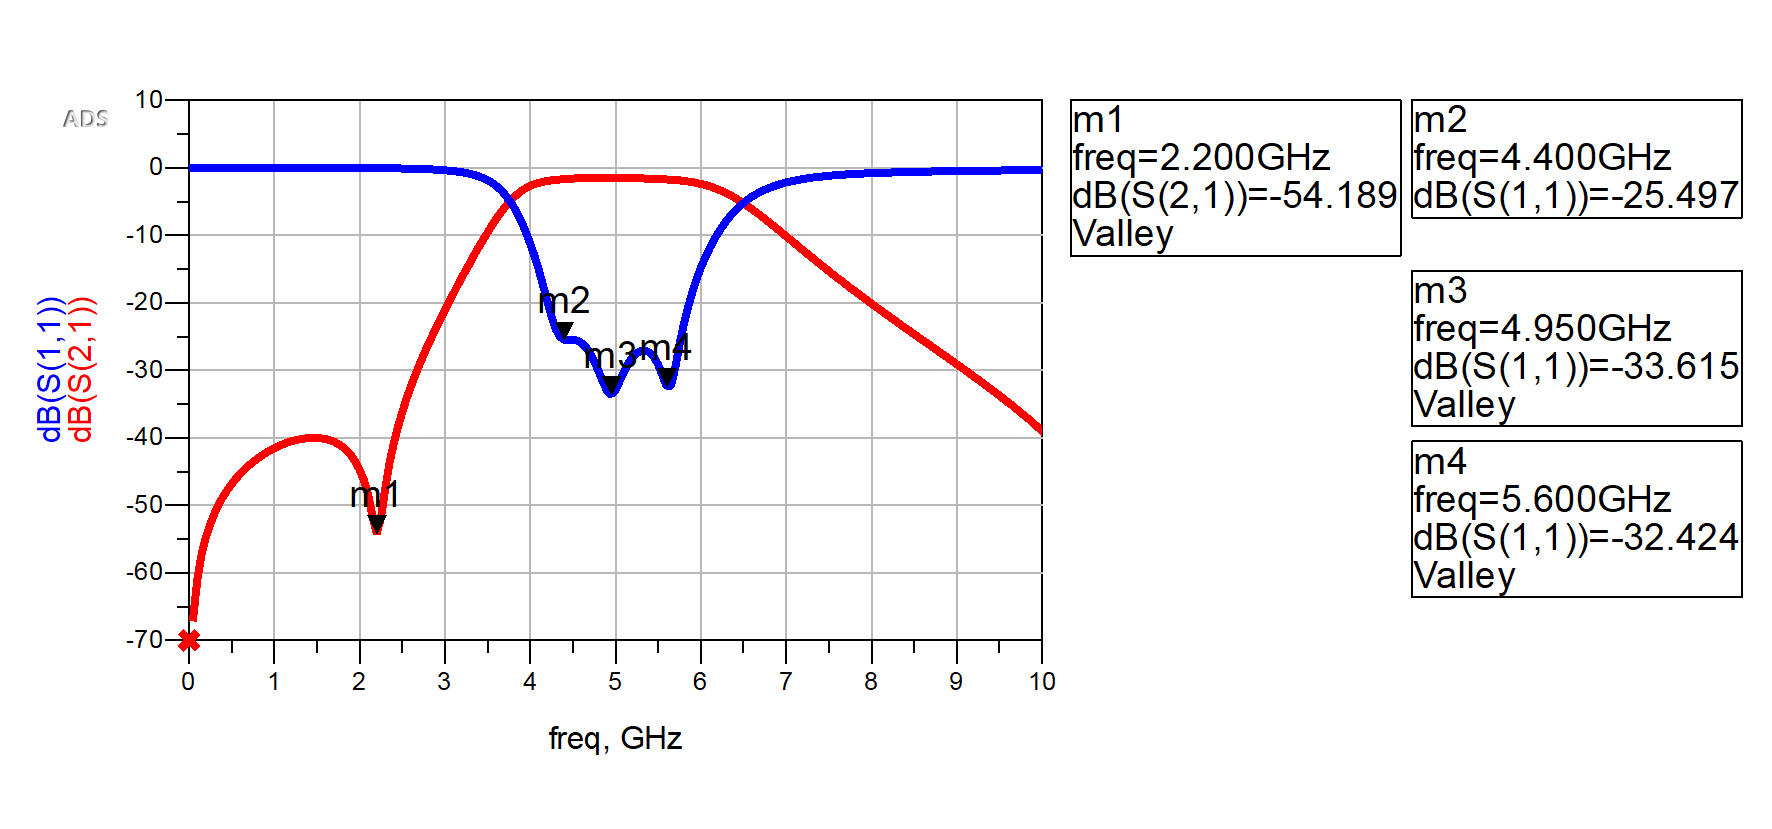 ADS
10
0
-10
-20
-30
-40
-50
-60
-70
dB(S(1,1))
dB(S(2,1))
0 1 2 3 4 5 6 7 8 9 10
freq, GHz
m1
m2
m3
m4
m1
freq=2.200GHz
dB(S(2,1))=-54.189
Valley
m2
freq=4.400GHz
dB(S(1,1))=-25.497
m3
freq=4.950GHz
dB(S(1,1))=-33.615
Valley
m4
freq=5.600GHz
dB(S(1,1))=-32.424
Valley